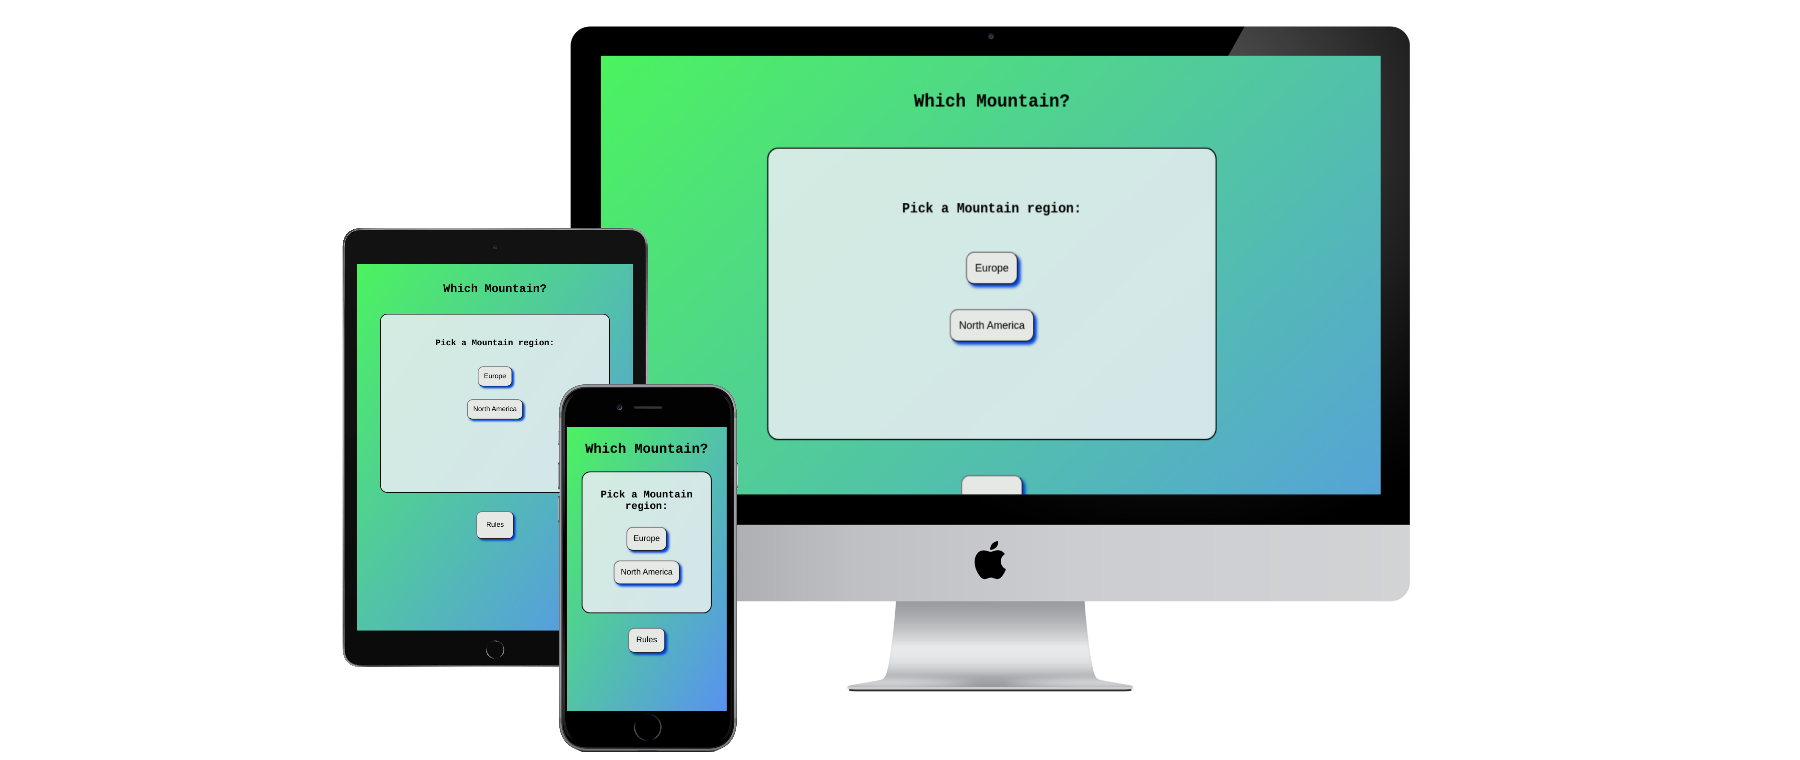 Which Mountain?
Pick a Mountain region:
Europe
North America
Which Mountain?
Pick a Mountain region:
Europe
North America
Rules
Which Mountain?
Pick a Mountain
region:
Europe
North America
Rules